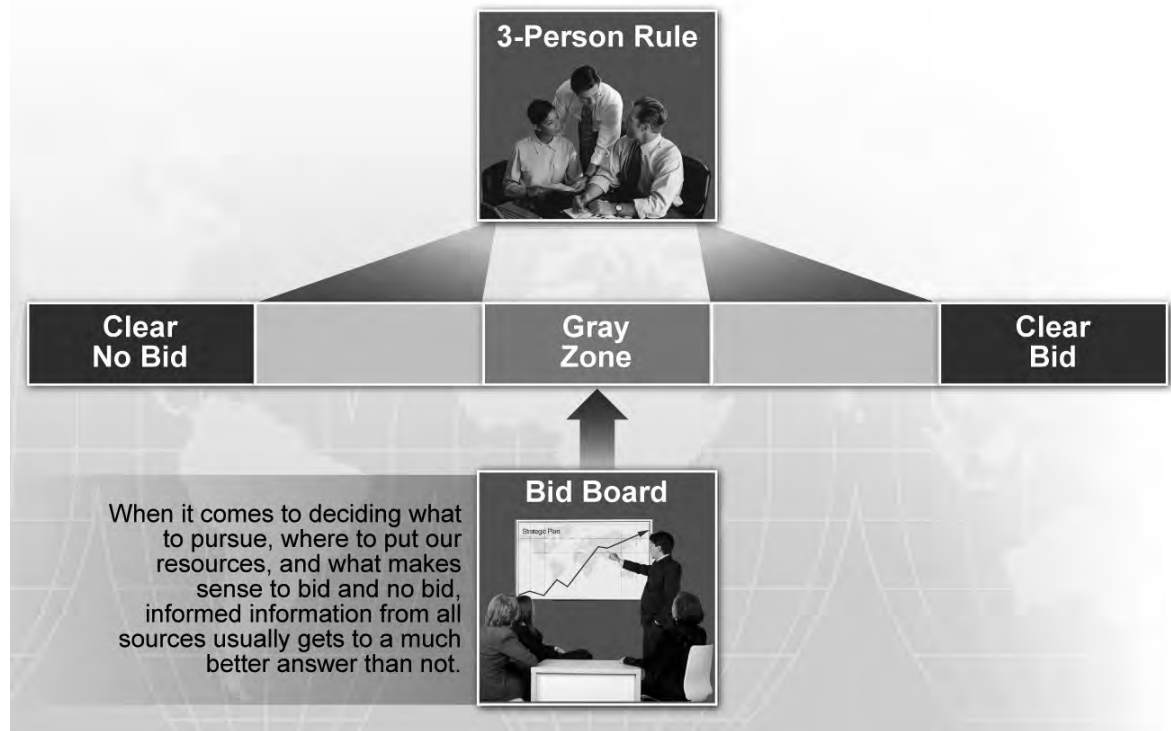 3-Person Rule
Clear
No Bid
Gray
Zone
Clear
Bid
When it comes to deciding what
to pursue, where to put our
resources, and what makes
sense to bid and no bid,
informed information from all
sources usually gets to a much
better answer than not.
Bid Board
Strategic Plan